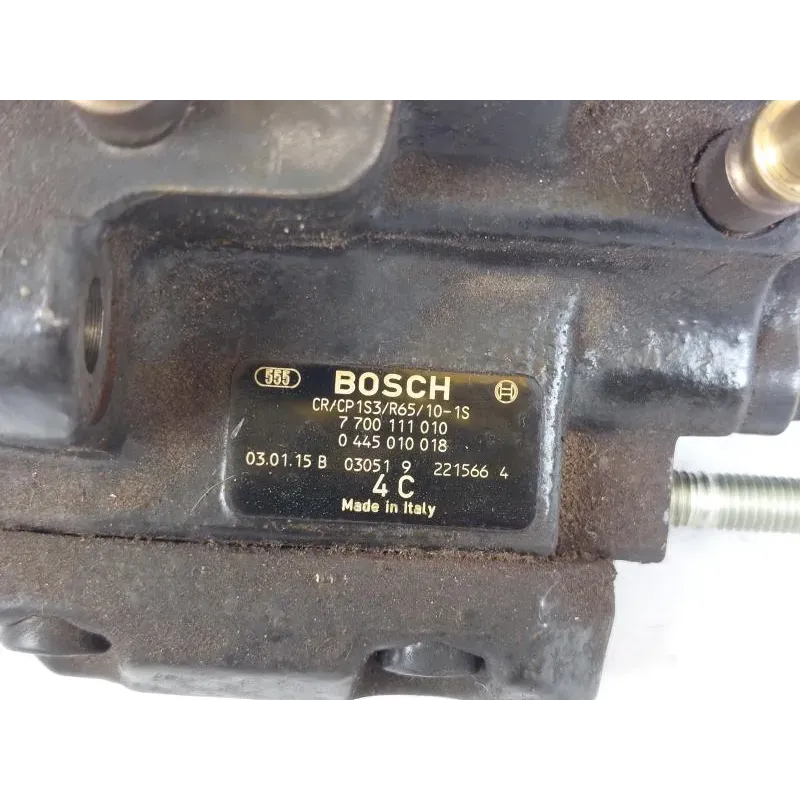 555 BOSCH
CR/CP1S3/R65/10-1S
7 700 111 010
0 445 010 018
03.01.15 B 03051 9 221566 4
4 C
Made in Italy